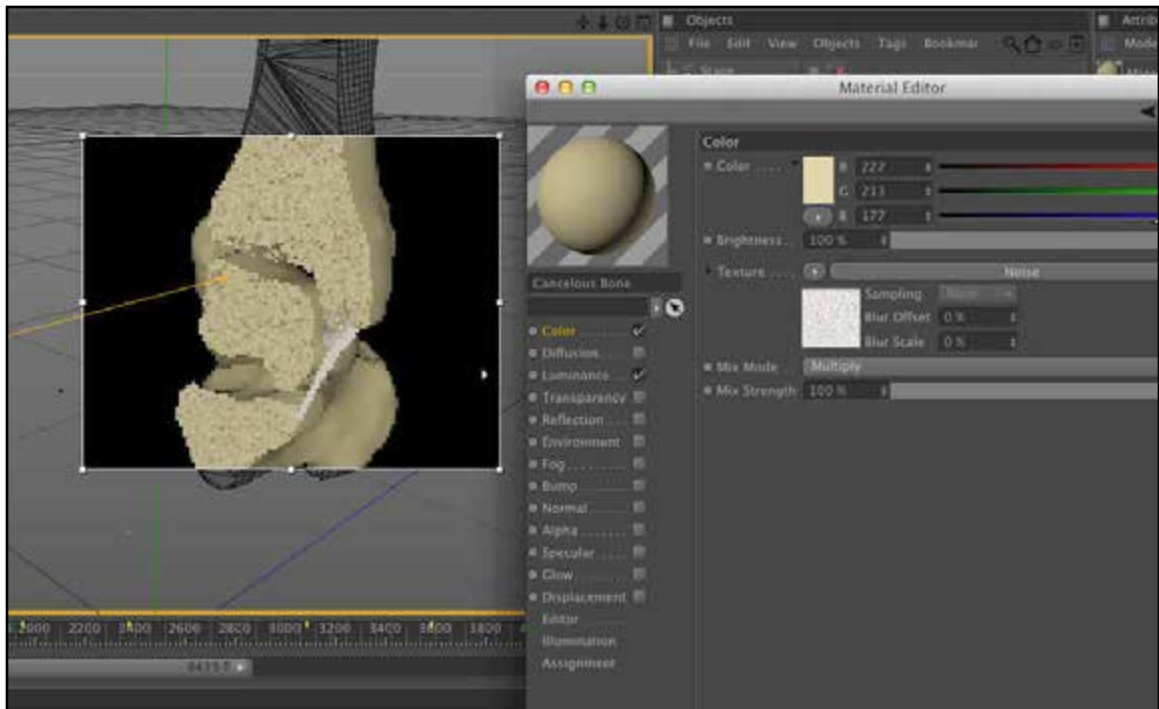 Objects
Attrib
File Edit View Objects Tags Bookmar
Mode
Stage
Material Editor
Color
Color
R 227
G 213
B 177
Brightness 100 %
Texture Noise
Sampling
Blur Offset 0 %
Blur Scale 0 %
Mix Mode Multiply
Mix Strength 100 %
Cancelous Bone
Color
Diffusion
Luminance
Transparency
Reflection
Environment
Fog
Bump
Normal
Alpha
Specular
Glow
Displacement
Editor
Illumination
Assignment
2000 2200 2400 2600 2800 3000 3200 3400 3600 3800